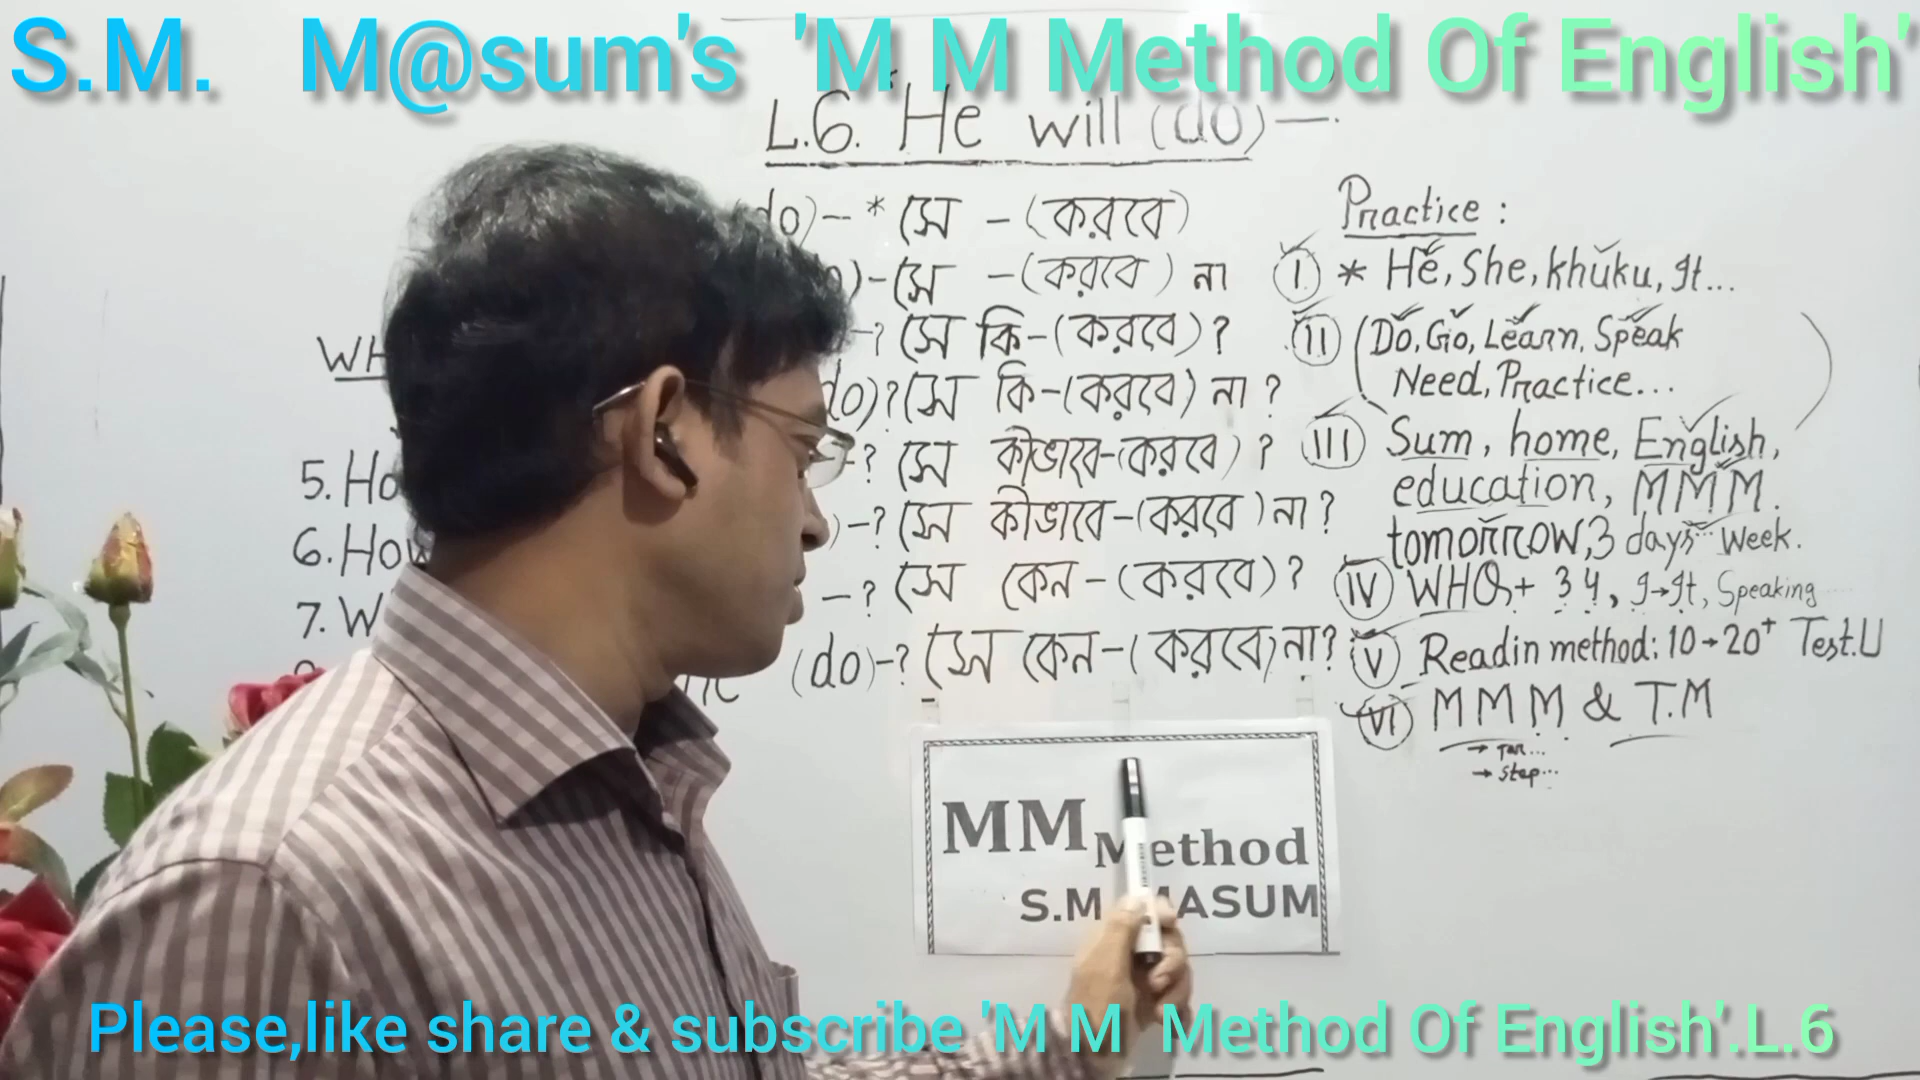 S.M. M@sum's 'M M Method Of English'
L.6. "He will (do)—.
do)-- * সে – (করবে)
)-(সে –(করবে) না
-? (সে কি-(করবে)?
do)? (সে কি-(করবে) না?
-? (সে কীভাবে-(করবে)?
)-? (সে কীভাবে-(করবে) না?
-? (সে কেন-(করবে)?
(do)-? (সে কেন-(করবে) না?
WH
5. Ho
6. How
7. W
Practice:
I * He, She, Khuku, It...
II (Do, Go, Learn, Speak
Need, Practice...)
III Sum, home, English,
education, MMM.
tomorrow, 3 days... Week.
IV WHQ+ 34, I→It, Speaking....
V Readin method: 10→20+ Test.U
VI MMM & T.M
→ Step...
MM Method
S.M. MASUM
Please,like share & subscribe 'M M Method Of English'.L.6